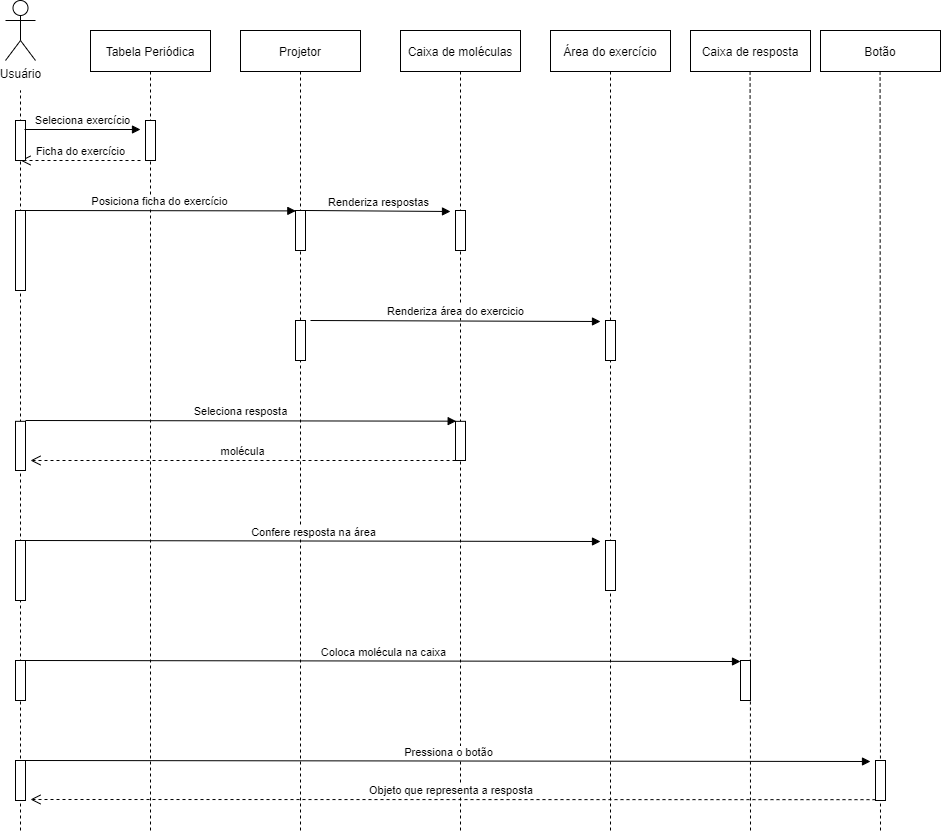 Usuário
Tabela Periódica
Projetor
Caixa de moléculas
Área do exercício
Caixa de resposta
Botão
Seleciona exercício
Ficha do exercício
Posiciona ficha do exercício
Renderiza respostas
Renderiza área do exercicio
Seleciona resposta
molécula
Confere resposta na área
Coloca molécula na caixa
Pressiona o botão
Objeto que representa a resposta